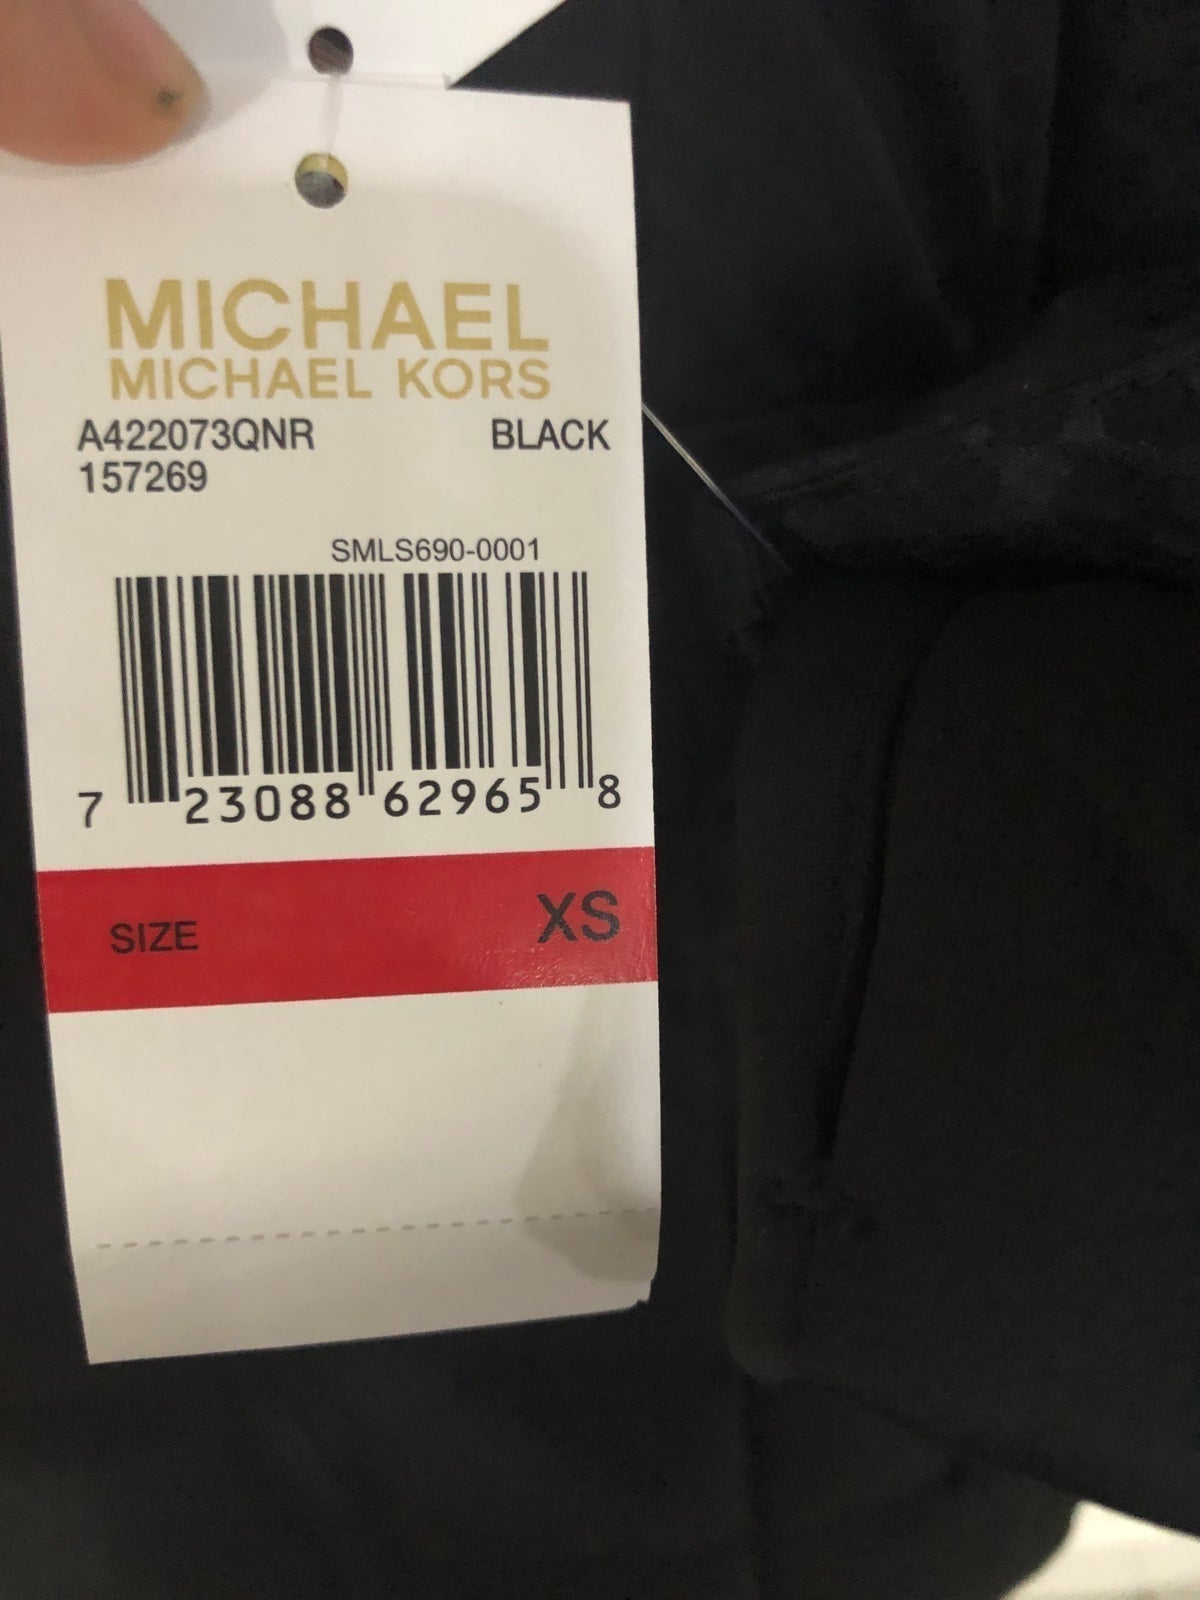 MICHAEL
MICHAEL KORS
A422073QNR BLACK
157269
SMLS690-0001
7 23088 62965 8
SIZE XS